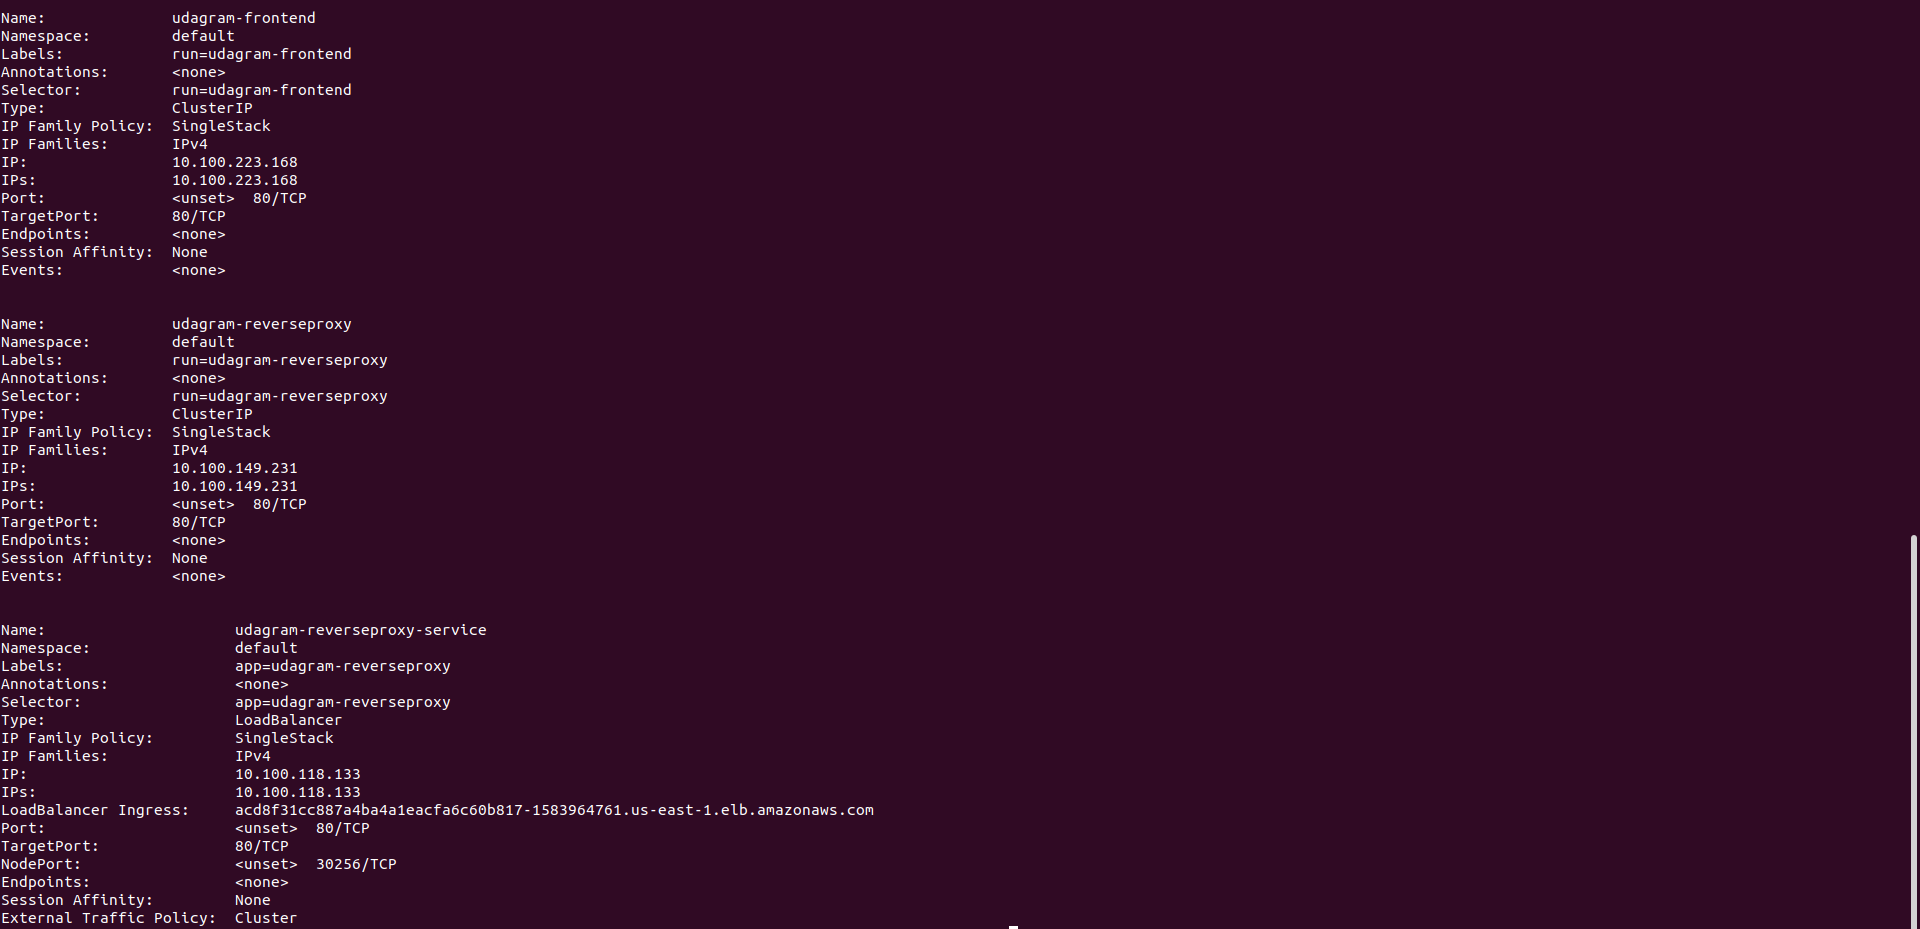 Name:              udagram-frontend
Namespace:         default
Labels:            run=udagram-frontend
Annotations:       <none>
Selector:          run=udagram-frontend
Type:              ClusterIP
IP Family Policy:  SingleStack
IP Families:       IPv4
IP:                10.100.223.168
IPs:               10.100.223.168
Port:              <unset>  80/TCP
TargetPort:        80/TCP
Endpoints:         <none>
Session Affinity:  None
Events:            <none>
Name:              udagram-reverseproxy
Namespace:         default
Labels:            run=udagram-reverseproxy
Annotations:       <none>
Selector:          run=udagram-reverseproxy
Type:              ClusterIP
IP Family Policy:  SingleStack
IP Families:       IPv4
IP:                10.100.149.231
IPs:               10.100.149.231
Port:              <unset>  80/TCP
TargetPort:        80/TCP
Endpoints:         <none>
Session Affinity:  None
Events:            <none>
Name:                     udagram-reverseproxy-service
Namespace:                default
Labels:                   app=udagram-reverseproxy
Annotations:              <none>
Selector:                 app=udagram-reverseproxy
Type:                     LoadBalancer
IP Family Policy:         SingleStack
IP Families:              IPv4
IP:                       10.100.118.133
IPs:                      10.100.118.133
LoadBalancer Ingress:     acd8f31cc887a4ba4a1eacfa6c60b817-1583964761.us-east-1.elb.amazonaws.com
Port:                     <unset>  80/TCP
TargetPort:               80/TCP
NodePort:                 <unset>  30256/TCP
Endpoints:                <none>
Session Affinity:         None
External Traffic Policy:  Cluster